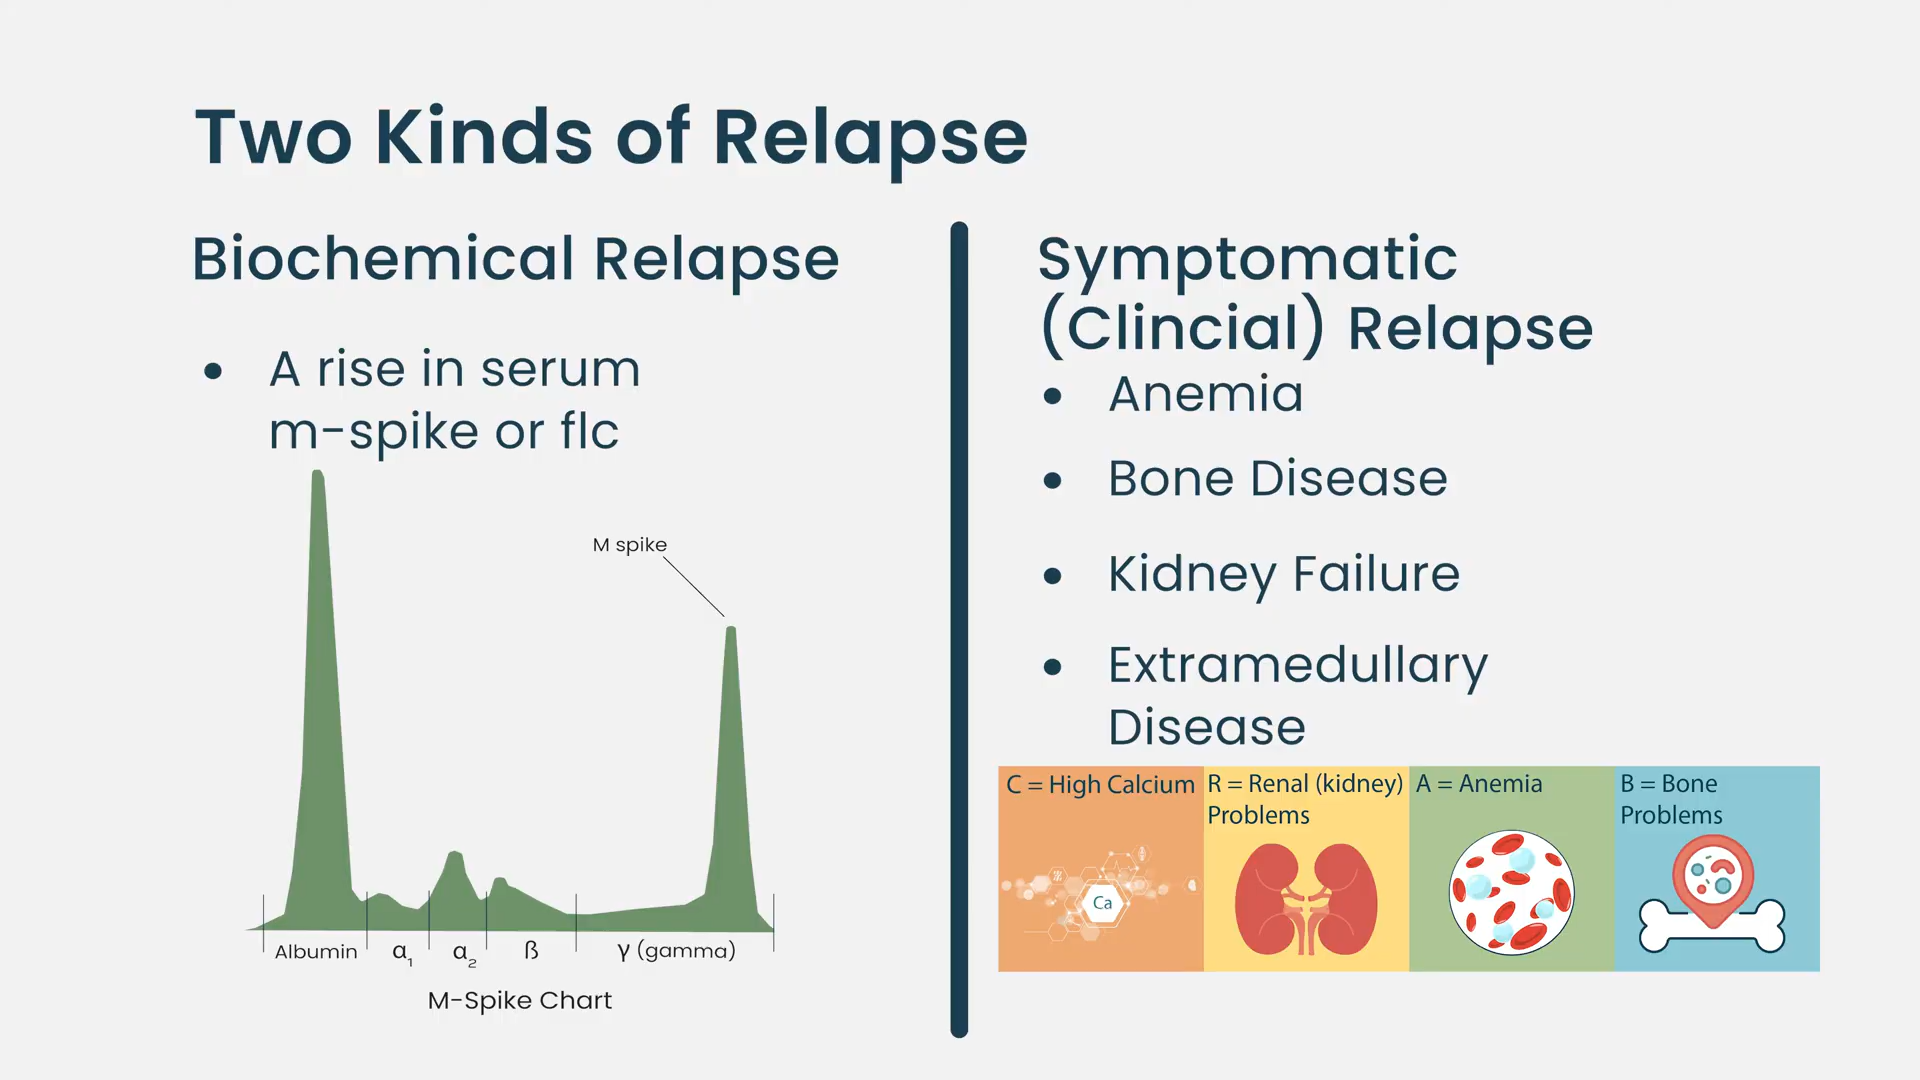 Two Kinds of Relapse
Biochemical Relapse
• A rise in serum
m-spike or flc
M spike
Albumin α₁ α₂ ß γ (gamma)
M-Spike Chart
Symptomatic
(Clincial) Relapse
• Anemia
• Bone Disease
• Kidney Failure
• Extramedullary
Disease
C = High Calcium
Ca
R = Renal (kidney)
Problems
A = Anemia
B = Bone
Problems